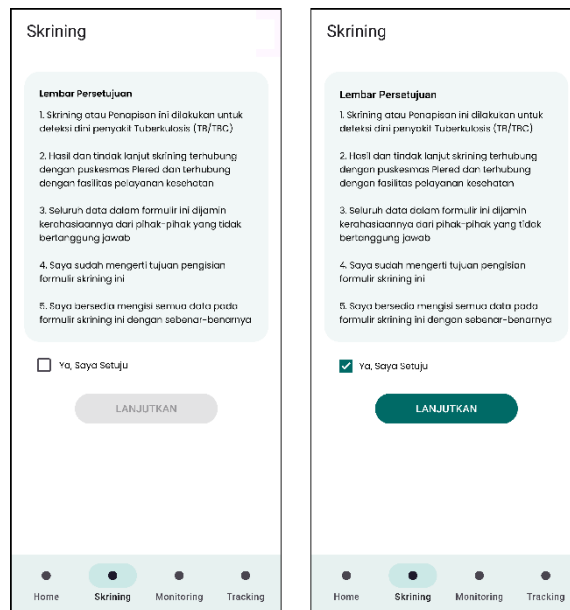 Skrining
Lembar Persetujuan
1. Skrining atau Penapisan ini dilakukan untuk
deteksi dini penyakit Tuberkulosis (TB/TBC)
2. Hasil dan tindak lanjut skrining terhubung
dengan puskesmas Plered dan terhubung
dengan fasilitas pelayanan kesehatan
3. Seluruh data dalam formulir ini dijamin
kerahasiaannya dari pihak-pihak yang tidak
bertanggung jawab
4. Saya sudah mengerti tujuan pengisian
formulir skrining ini
5. Saya bersedia mengisi semua data pada
formulir skrining ini dengan sebenar-benarnya
Ya, Saya Setuju
LANJUTKAN
Home Skrining Monitoring Tracking
Skrining
Lembar Persetujuan
1. Skrining atau Penapisan ini dilakukan untuk
deteksi dini penyakit Tuberkulosis (TB/TBC)
2. Hasil dan tindak lanjut skrining terhubung
dengan puskesmas Plered dan terhubung
dengan fasilitas pelayanan kesehatan
3. Seluruh data dalam formulir ini dijamin
kerahasiaannya dari pihak-pihak yang tidak
bertanggung jawab
4. Saya sudah mengerti tujuan pengisian
formulir skrining ini
5. Saya bersedia mengisi semua data pada
formulir skrining ini dengan sebenar-benarnya
Ya, Saya Setuju
LANJUTKAN
Home Skrining Monitoring Tracking